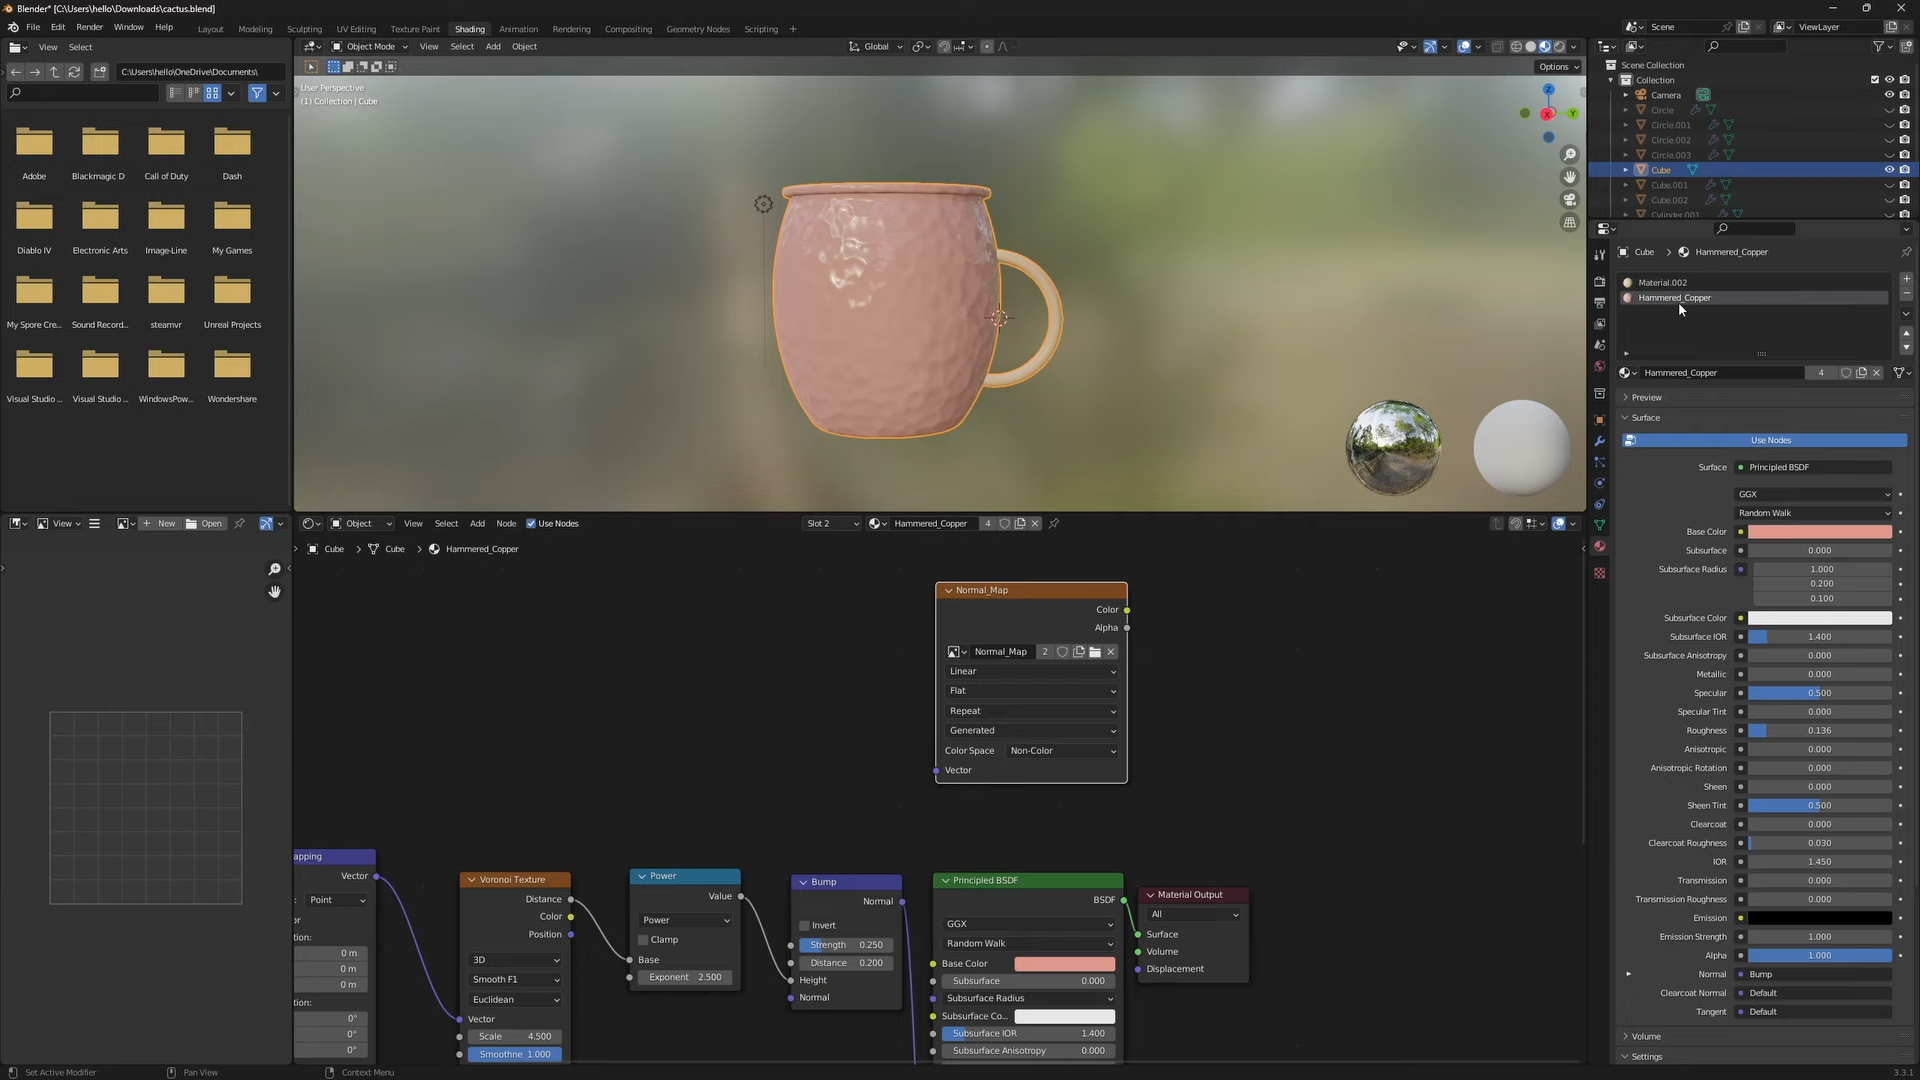 Blender* [C:\Users\hello\Downloads\cactus.blend]
File Edit Render Window Help
Layout Modeling Sculpting UV Editing Texture Paint Shading Animation Rendering Compositing Geometry Nodes Scripting +
Scene
ViewLayer
View Select
C:\Users\hello\OneDrive\Documents\
Adobe Blackmagic D Call of Duty Dash
Diablo IV Electronic Arts Image-Line My Games
My Spore Cre... Sound Record... steamvr Unreal Projects
Visual Studio ... Visual Studio ... WindowsPow... Wondershare
Object Mode View Select Add Object
Global
Options
User Perspective
(1) Collection | Cube
Z
Y
X
Scene Collection
Collection
Camera
Circle
Circle.001
Circle.002
Circle.003
Cube
Cube.001
Cube.002
Cylinder.001
Cube > Hammered_Copper
Material.002
Hammered_Copper
Hammered_Copper 4
Preview
Surface
Use Nodes
Surface Principled BSDF
GGX
Random Walk
Base Color
Subsurface 0.000
Subsurface Radius 1.000
0.200
0.100
Subsurface Color
Subsurface IOR 1.400
Subsurface Anisotropy 0.000
Metallic 0.000
Specular 0.500
Specular Tint 0.000
Roughness 0.136
Anisotropic 0.000
Anisotropic Rotation 0.000
Sheen 0.000
Sheen Tint 0.500
Clearcoat 0.000
Clearcoat Roughness 0.030
IOR 1.450
Transmission 0.000
Transmission Roughness 0.000
Emission
Emission Strength 1.000
Alpha 1.000
Normal Bump
Clearcoat Normal Default
Tangent Default
Volume
Settings
View + New Open
Object View Select Add Node Use Nodes
Slot 2
Hammered_Copper 4
Cube > Cube > Hammered_Copper
Normal_Map
Color
Alpha
Normal_Map 2
Linear
Flat
Repeat
Generated
Color Space Non-Color
Vector
apping
Vector
Point
tion:
0 m
0 m
0 m
tion:
0°
0°
0°
Voronoi Texture
Distance
Color
Position
3D
Smooth F1
Euclidean
Vector
Scale 4.500
Smoothne 1.000
Power
Value
Power
Clamp
Base
Exponent 2.500
Bump
Normal
Invert
Strength 0.250
Distance 0.200
Height
Normal
Principled BSDF
BSDF
GGX
Random Walk
Base Color
Subsurface 0.000
Subsurface Radius
Subsurface Co...
Subsurface IOR 1.400
Subsurface Anisotropy 0.000
Material Output
All
Surface
Volume
Displacement
Set Active Modifier Pan View Context Menu
3.3.1